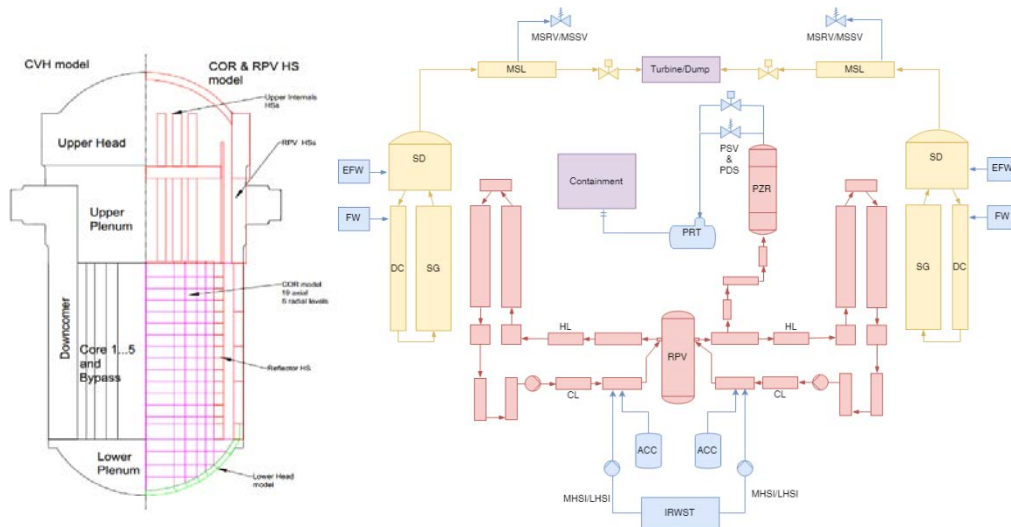 CVH model
COR & RPV HS
model
Upper Internals
HSs
Upper Head
RPV HSs
Upper
Plenum
COR model
19 axial
6 radial levels
Downcomer
Core 1...5
and
Bypass
Reflector HS
Lower
Plenum
Lower Head
model
MSRV/MSSV
MSRV/MSSV
MSL
Turbine/Dump
MSL
SD
EFW
FW
DC
SG
Containment
PSV
&
PDS
PZR
PRT
SD
EFW
FW
SG
DC
HL
RPV
HL
CL
CL
ACC
ACC
MHSI/LHSI
IRWST
MHSI/LHSI